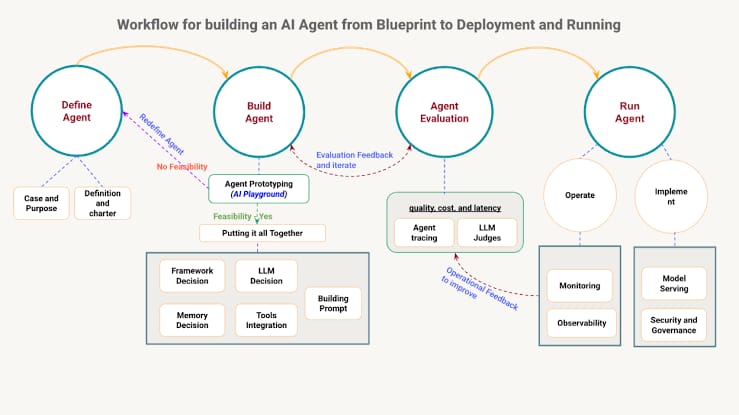 Workflow for building an AI Agent from Blueprint to Deployment and Running
Define
Agent
Build
Agent
Agent
Evaluation
Run
Agent
Redefine Agent
No Feasibility
Evaluation Feedback
and iterate
Case and
Purpose
Definition
and
charter
Agent Prototyping
(AI Playground)
Feasibility - Yes
Putting it all Together
Framework
Decision
LLM
Decision
Building
Prompt
Memory
Decision
Tools
Integration
quality, cost, and latency
Agent
tracing
LLM
Judges
Operational Feedback
to improve
Operate
Impleme
nt
Monitoring
Observability
Model
Serving
Security and
Governance